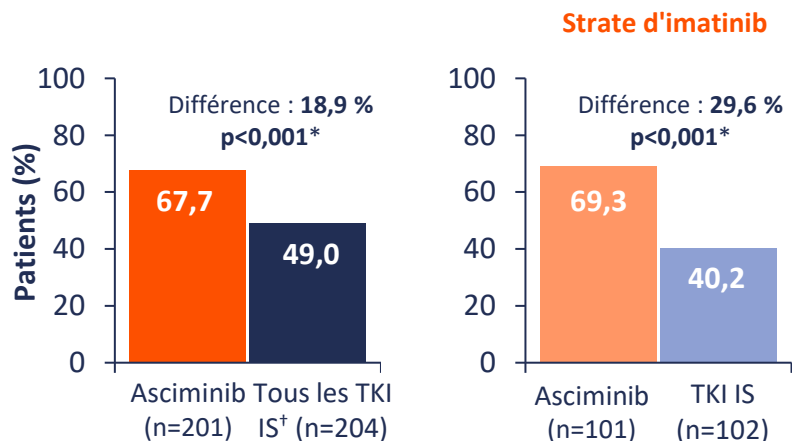 Strate d'imatinib
Patients (%)
100
80
60
40
20
0
Différence : 18,9 %
p<0,001*
67,7
49,0
Asciminib
(n=201)
Tous les TKI
IS† (n=204)
100
80
60
40
20
0
Différence : 29,6 %
p<0,001*
69,3
40,2
Asciminib
(n=101)
TKI IS
(n=102)